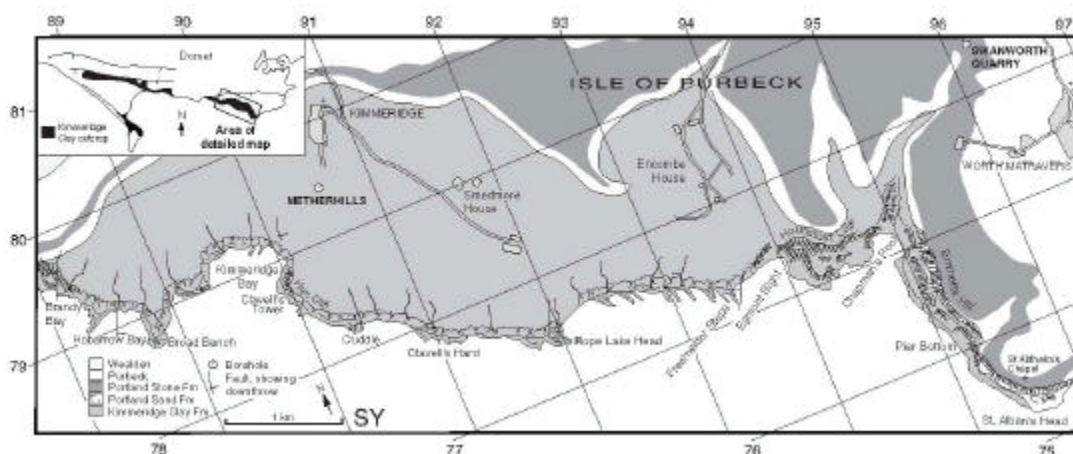 89 90 91 92 93 94 95 96 97
Dorset
N
Kimmeridge
Clay outcrop
Area of
detailed map
SWANWORTH
QUARRY
ISLE OF PURBECK
81
KIMMERIDGE
Encombe
House
WORTH MATRAVERS
Smedmore
House
METHERHILLS
80
Hounstout
Kimmeridge
Bay
Clavell's
Tower
Chapman's Pool
Brandy's
Bay
Egmont Bight
Hobarrow Bay
Broad Bench
Cuddle
Clavell's Hard
Rope Lake Head
Freshwater Steps
Pier Bottom
St Aldhelm's
Chapel
79
Wealden
Purbeck
Portland Stone Fm
Portland Sand Fm
Kimmeridge Clay Fm
Borehole
Fault, showing
downthrow
N
1 km
SY
St. Alban's Head
78 77 76 75